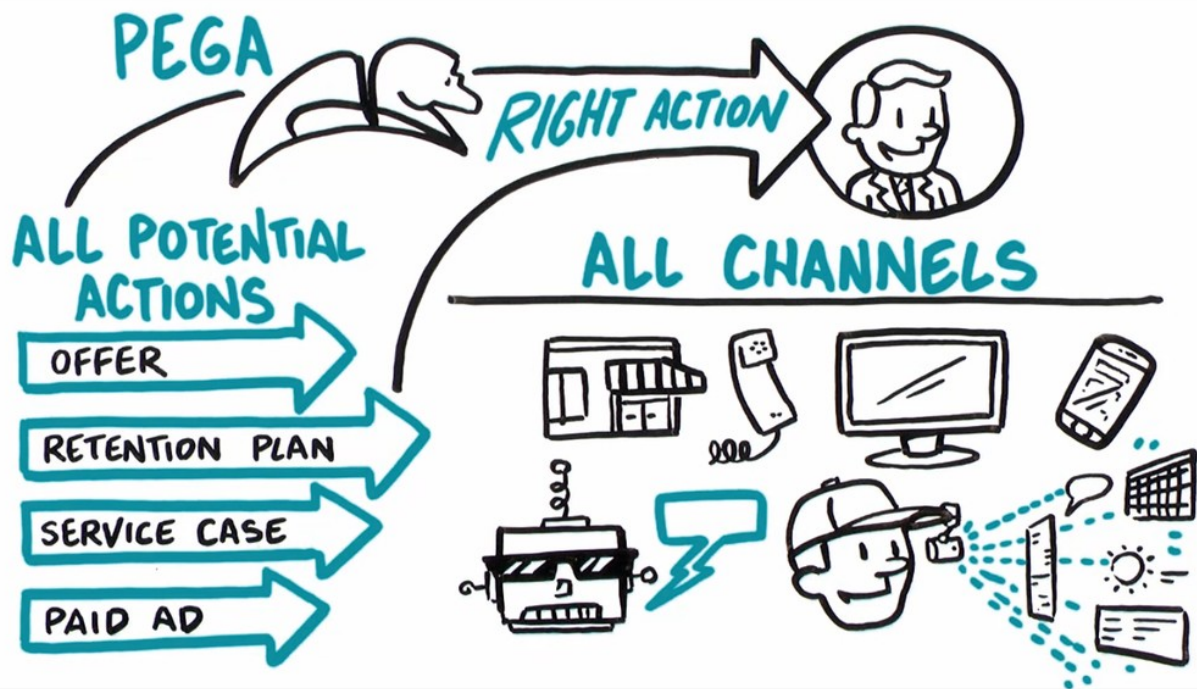 PEGA
RIGHT ACTION
ALL POTENTIAL
ACTIONS
OFFER
RETENTION PLAN
SERVICE CASE
PAID AD
ALL CHANNELS